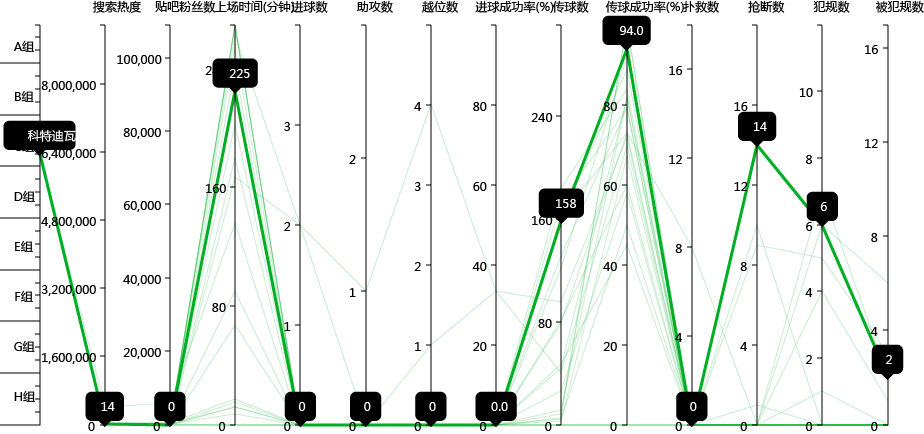 搜索热度 贴吧粉丝数 上场时间(分钟) 进球数 助攻数 越位数 进球成功率(%) 传球数 传球成功率(%) 扑救数 抢断数 犯规数 被犯规数
94.0
A组 16 16
100,000 225
8,000,000 80 16 10
B组 4 80
3 240
80,000 14
科特迪瓦 12
6,400,000 2 12 8
D组 160 60 60 12
60,000 158 6
4,800,000 2 160 6
E组 8 8
3 2 40 40 8
40,000
F组 3,200,000 1 4
80 80
G组 1 4 4
20,000 1 20 20 4
1,600,000 2 2
H组
14 0 0 0 0 0.0 0
0 0 0 0 0 0 0 0 0 0 0 0 0